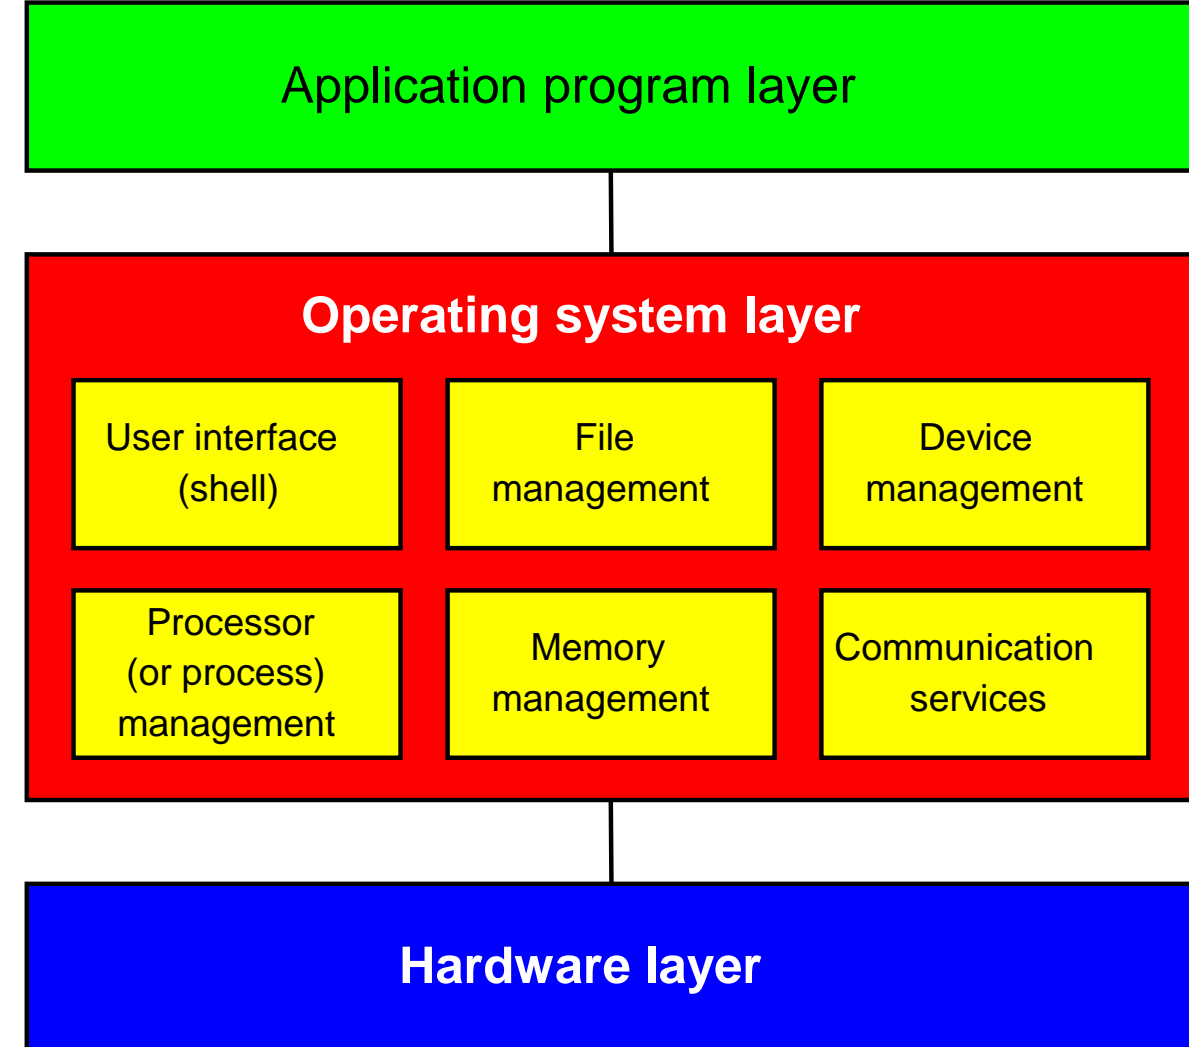 Application program layer
Operating system layer
User interface
(shell)
File
management
Device
management
Processor
(or process)
management
Memory
management
Communication
services
Hardware layer